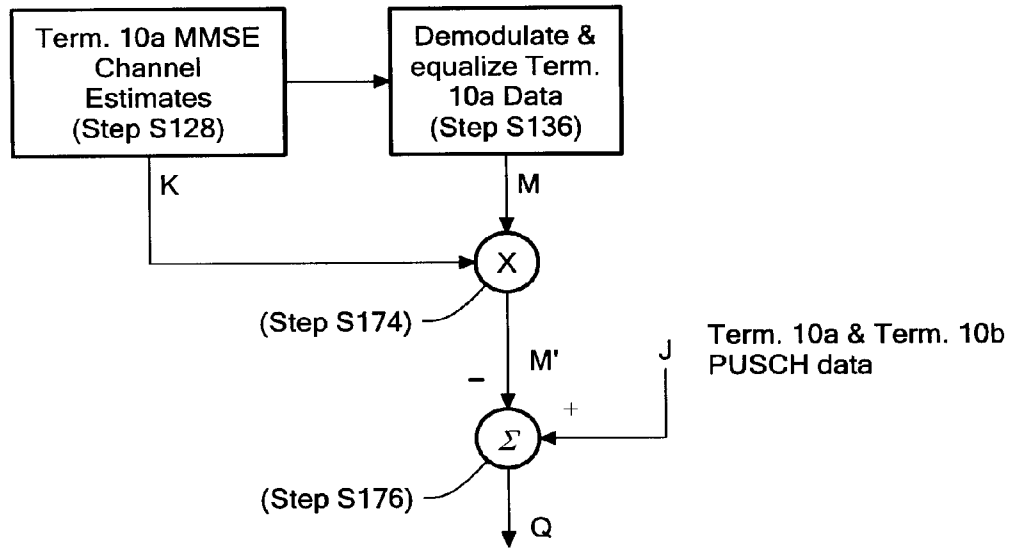 Term. 10a MMSE
Channel
Estimates
(Step S128)
Demodulate &
equalize Term.
10a Data
(Step S136)
K
M
X
(Step S174)
M'
J
Term. 10a & Term. 10b
PUSCH data
−
+
Σ
(Step S176)
Q